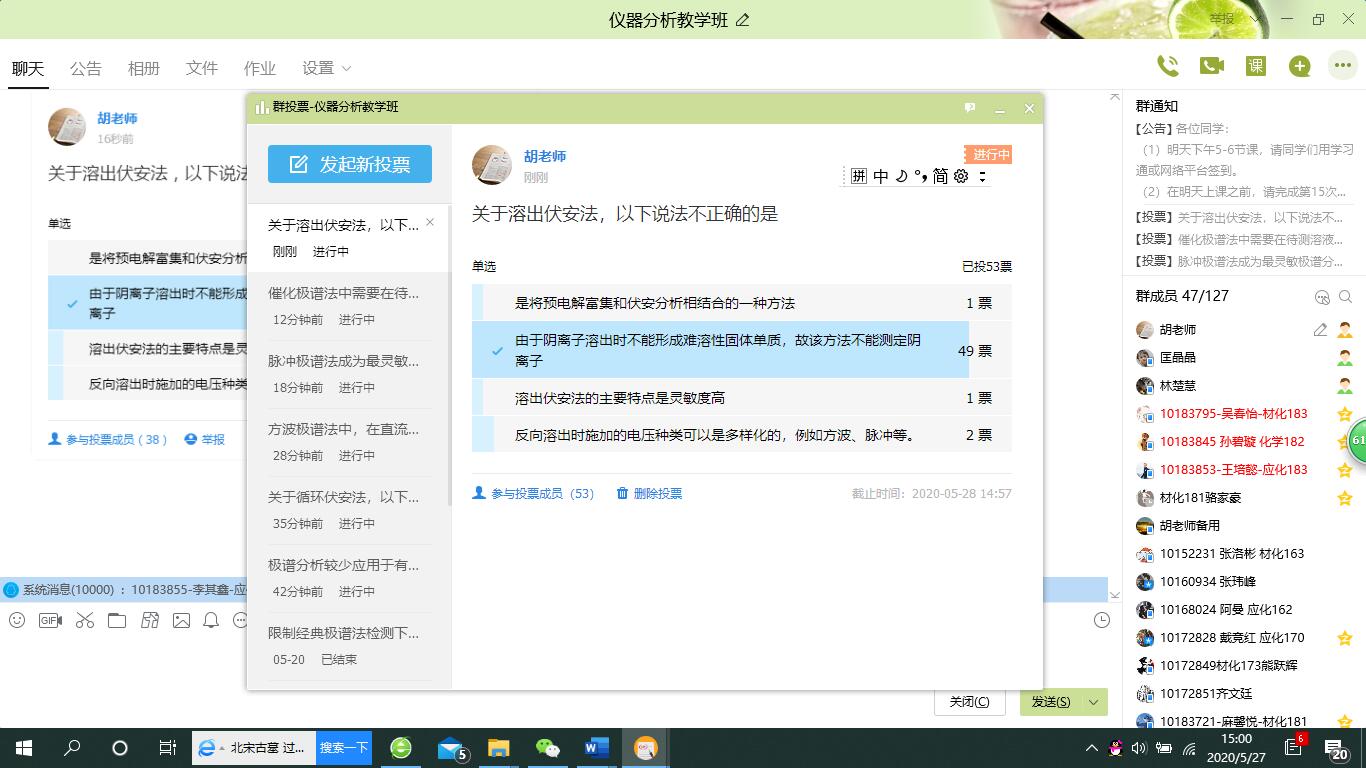 仪器分析教学班
举报
聊天 公告 相册 文件 作业 设置
课
胡老师
16秒前
关于溶出伏安法，以下说法
单选
是将预电解富集和伏安分析
由于阴离子溶出时不能形成
离子
溶出伏安法的主要特点是灵
反向溶出时施加的电压种类
参与投票成员（38） 举报
系统消息(10000) ： 10183855-李其鑫-应
GIF
关闭(C) 发送(S)
群投票-仪器分析教学班
发起新投票
关于溶出伏安法，以下...
刚刚 进行中
催化极谱法中需要在待...
12分钟前 进行中
脉冲极谱法成为最灵敏...
18分钟前 进行中
方波极谱法中，在直流...
28分钟前 进行中
关于循环伏安法，以下...
35分钟前 进行中
极谱分析较少应用于有...
42分钟前 进行中
限制经典极谱法检测下...
05-20 已结束
胡老师
刚刚
进行中
拼 中 简
关于溶出伏安法，以下说法不正确的是
单选 已投53票
是将预电解富集和伏安分析相结合的一种方法 1 票
由于阴离子溶出时不能形成难溶性固体单质，故该方法不能测定阴
离子 49 票
溶出伏安法的主要特点是灵敏度高 1 票
反向溶出时施加的电压种类可以是多样化的，例如方波、脉冲等。 2 票
参与投票成员（53） 删除投票 截止时间：2020-05-28 14:57
群通知
【公告】各位同学：
（1）明天下午5-6节课，请同学们用学习
通或网络平台签到。
（2）在明天上课之前，请完成第15次...
【投票】关于溶出伏安法，以下说法不...
【投票】催化极谱法中需要在待测溶液...
【投票】脉冲极谱法成为最灵敏极谱分...
群成员 47/127
胡老师
匡晶晶
林楚慧
10183795-吴春怡-材化183
10183845 孙碧璇 化学182
10183853-王培懿-应化183
材化181骆家豪
胡老师备用
10152231 张洛彬 材化163
10160934 张玮峰
10168024 阿曼 应化162
10172828 戴竞红 应化170
10172849材化173熊跃辉
10172851齐文廷
10183721-麻馨悦-材化181
61
北宋古墓 过... 搜索一下
5
15:00
2020/5/27
6
20